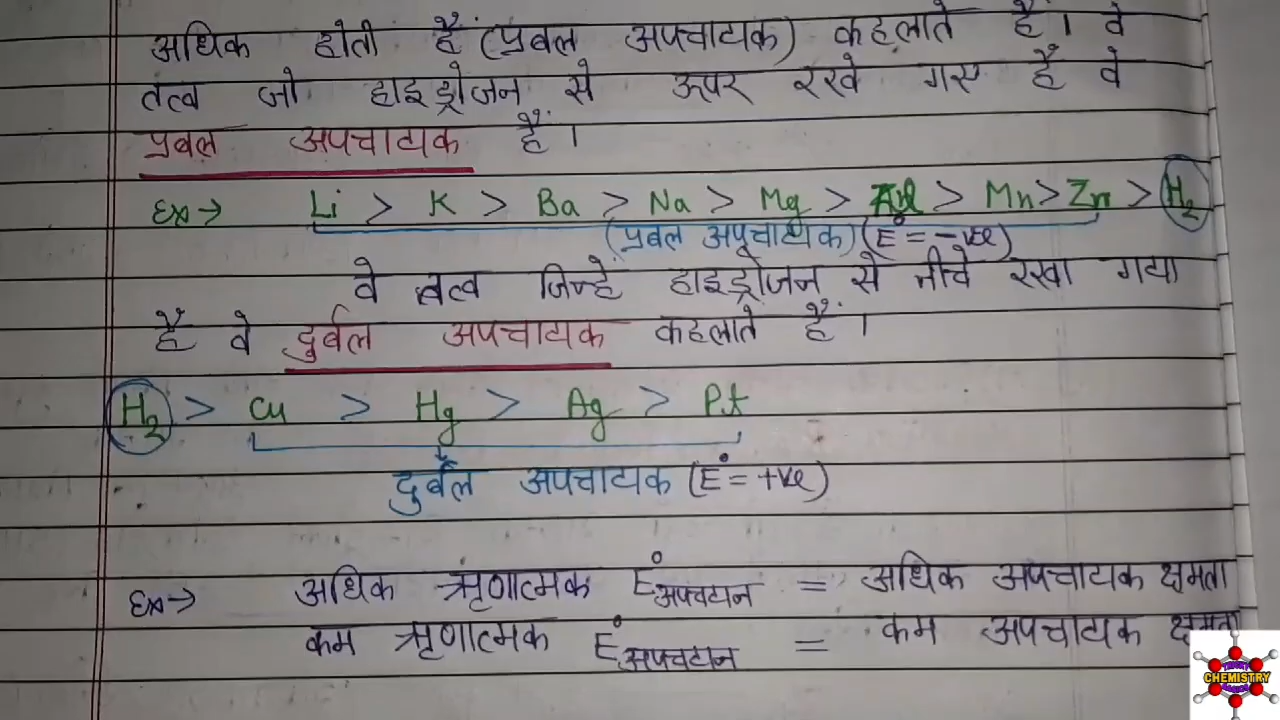 अधिक होती है (प्रबल अपचायक) कहलाते हैं। वे
तत्व जो हाइड्रोजन से ऊपर रखे गए हैं वे
प्रबल अपचायक हैं।
Ex→ Li > K > Ba > Na > Mg > Al > Mn > Zn > H₂
(प्रबल अपचायक) (E° = -ve)
वे तत्व जिन्हें हाइड्रोजन से नीचे रखा गया
है वे दुर्बल अपचायक कहलाते हैं।
H₂ > Cu > Hg > Ag > Pt
दुर्बल अपचायक (E° = +ve)
Ex→ अधिक ऋणात्मक E°अपचयन = अधिक अपचायक क्षमता
कम ऋणात्मक E°अपचयन = कम अपचायक क्षमता
CHEMISTRY